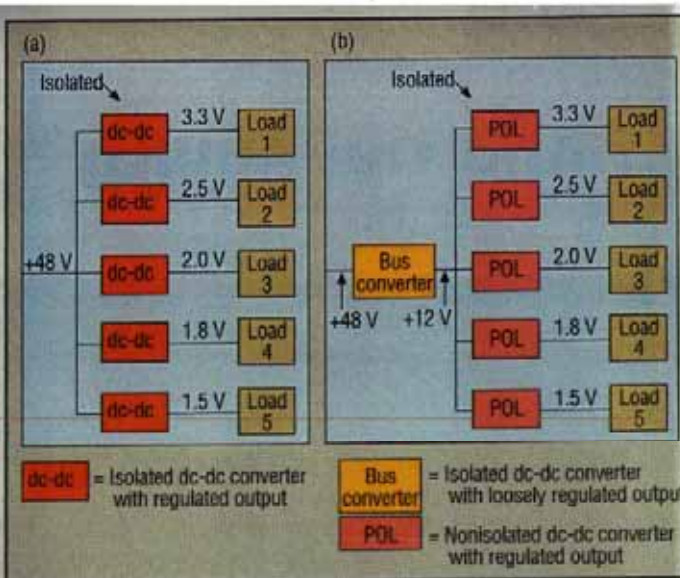 (a)
Isolated
dc-dc
3.3 V
Load
1
dc-dc
2.5 V
Load
2
+48 V
dc-dc
2.0 V
Load
3
dc-dc
1.8 V
Load
4
dc-dc
1.5 V
Load
5
dc-dc
= Isolated dc-dc converter
with regulated output
(b)
Isolated
POL
3.3 V
Load
1
POL
2.5 V
Load
2
Bus
converter
+48 V
+12 V
POL
2.0 V
Load
3
POL
1.8 V
Load
4
POL
1.5 V
Load
5
Bus
converter
= Isolated dc-dc converter
with loosely regulated output
POL
= Nonisolated dc-dc converter
with regulated output